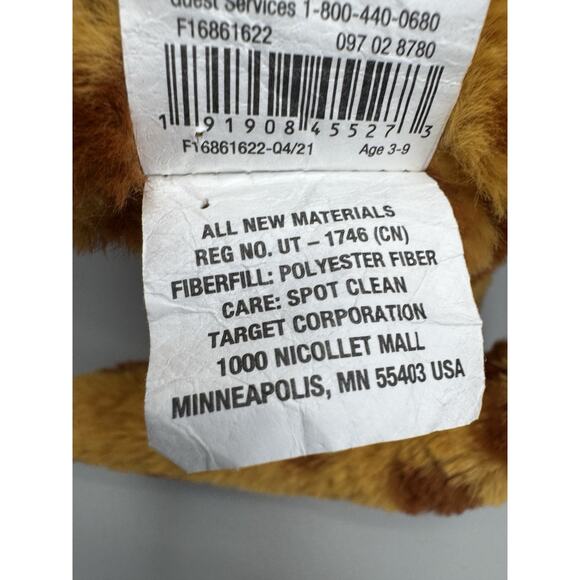 Guest Services 1-800-440-0680
F16861622 097 02 8780
1 91908 45527 3
F16861622-Q4/21 Age 3-9
ALL NEW MATERIALS
REG NO. UT – 1746 (CN)
FIBERFILL: POLYESTER FIBER
CARE: SPOT CLEAN
TARGET CORPORATION
1000 NICOLLET MALL
MINNEAPOLIS, MN 55403 USA